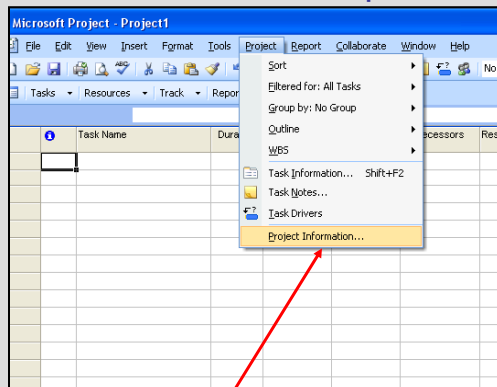 Microsoft Project - Project1
File Edit View Insert Format Tools Project Report Collaborate Window Help
No
Tasks Resources Track Repor
Task Name Dura ecessors Res
Sort
Filtered for: All Tasks
Group by: No Group
Outline
WBS
Task Information... Shift+F2
Task Notes...
Task Drivers
Project Information...